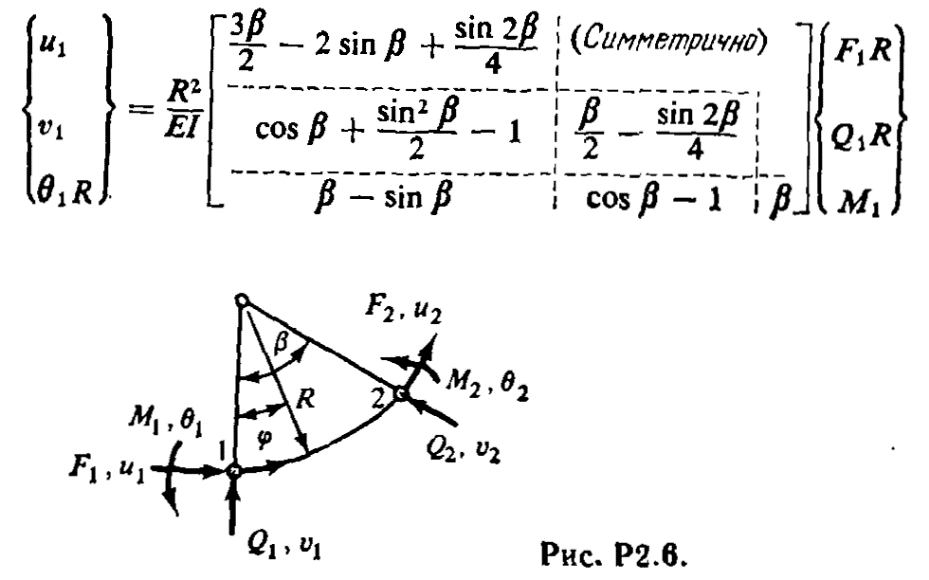 {u₁ v₁ θ₁R} = R²/EI [3β/2 − 2 sin β + sin 2β/4 (Симметрично)
cos β + sin² β/2 − 1 β/2 − sin 2β/4
β − sin β cos β − 1 β] {F₁R Q₁R M₁}
F₂, u₂
β
M₂, θ₂
R
2
M₁, θ₁
φ
1
Q₂, v₂
F₁, u₁
Q₁, v₁
Рис. Р2.6.